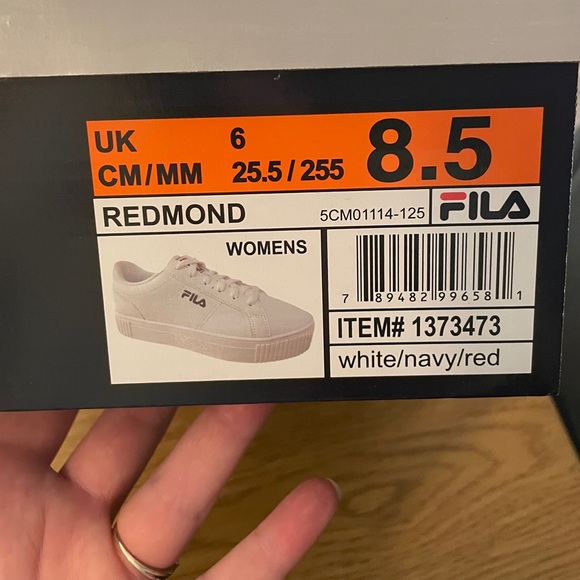 UK 6 8.5
CM/MM 25.5 / 255
REDMOND 5CM01114-125 FILA
WOMENS
FILA
7 89482 99658 1
ITEM# 1373473
white/navy/red